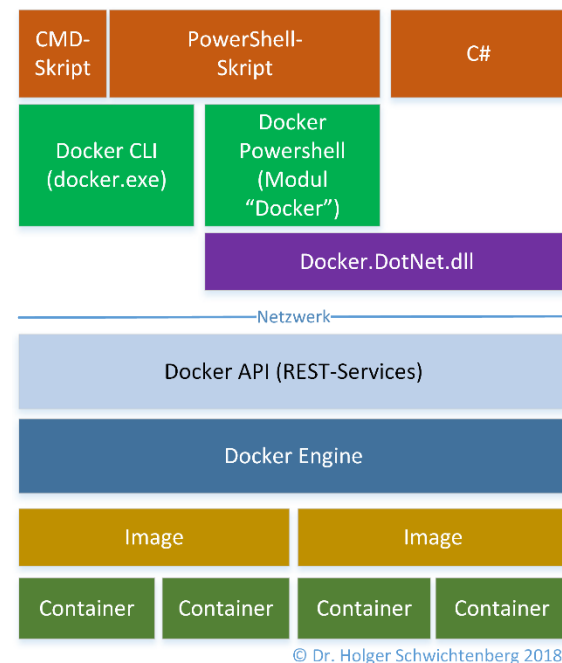 CMD-
Skript
PowerShell-
Skript
C#
Docker CLI
(docker.exe)
Docker
Powershell
(Modul
“Docker”)
Docker.DotNet.dll
Netzwerk
Docker API (REST-Services)
Docker Engine
Image
Image
Container
Container
Container
Container
© Dr. Holger Schwichtenberg 2018